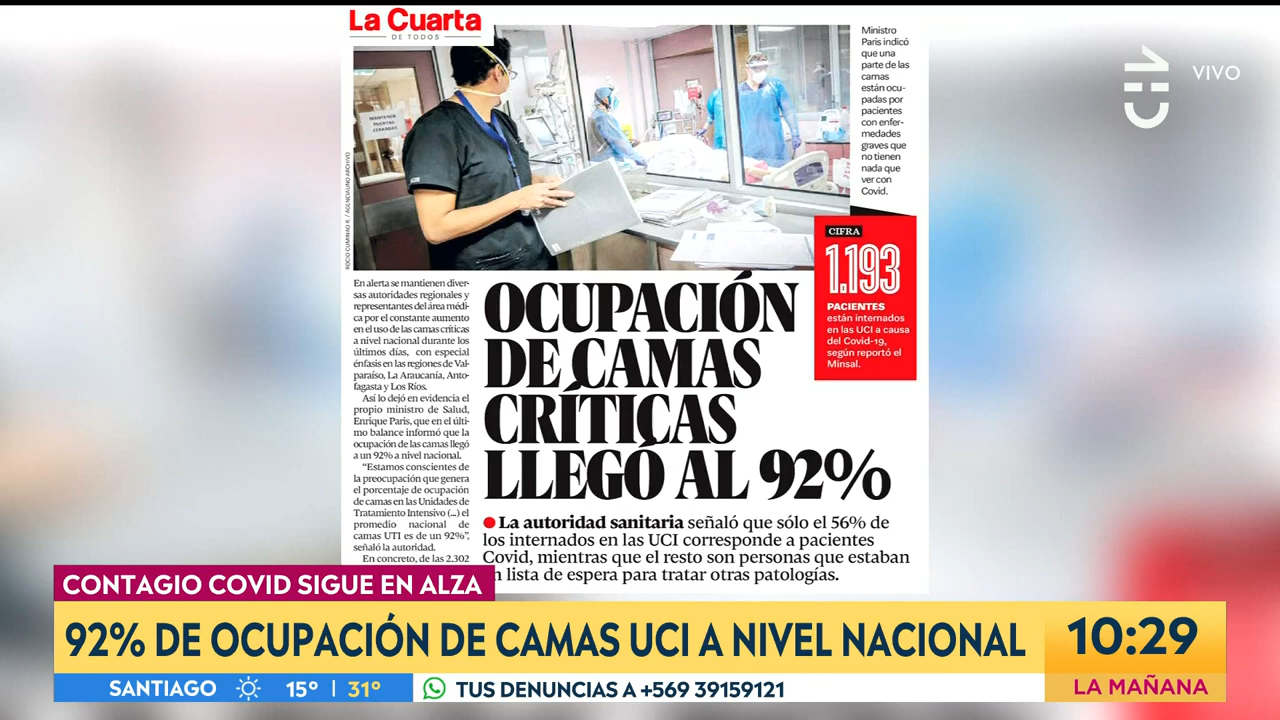 La Cuarta
DE TODOS
CHV
VIVO
MANTENER
PUERTAS
CERRADAS
ROCIO CUMINAO R. / AGENCIAUNO ARCHIVO
Ministro
Paris indicó
que una
parte de las
camas
están ocu-
padas por
pacientes
con enfer-
medades
graves que
no tienen
nada que
ver con
Covid.
CIFRA
1.193
PACIENTES
están internados
en las UCI a causa
del Covid-19,
según reportó el
Minsal.
En alerta se mantienen diver-
sas autoridades regionales y
representantes del área médi-
ca por el constante aumento
en el uso de las camas críticas
a nivel nacional durante los
últimos días, con especial
énfasis en las regiones de Val-
paraíso, La Araucanía, Anto-
fagasta y Los Ríos.
Así lo dejó en evidencia el
propio ministro de Salud,
Enrique Paris, que en el últi-
mo balance informó que la
ocupación de las camas llegó
a un 92% a nivel nacional.
"Estamos conscientes de
la preocupación que genera
el porcentaje de ocupación
de camas en las Unidades de
Tratamiento Intensivo (...) el
promedio nacional de
camas UTI es de un 92%",
señaló la autoridad.
En concreto, de las 2.302
OCUPACIÓN
DE CAMAS
CRÍTICAS
LLEGÓ AL 92%
La autoridad sanitaria señaló que sólo el 56% de
los internados en las UCI corresponde a pacientes
Covid, mientras que el resto son personas que estaban
lista de espera para tratar otras patologías.
CONTAGIO COVID SIGUE EN ALZA
92% DE OCUPACIÓN DE CAMAS UCI A NIVEL NACIONAL
10:29
SANTIAGO 15° | 31° TUS DENUNCIAS A +569 39159121
LA MAÑANA